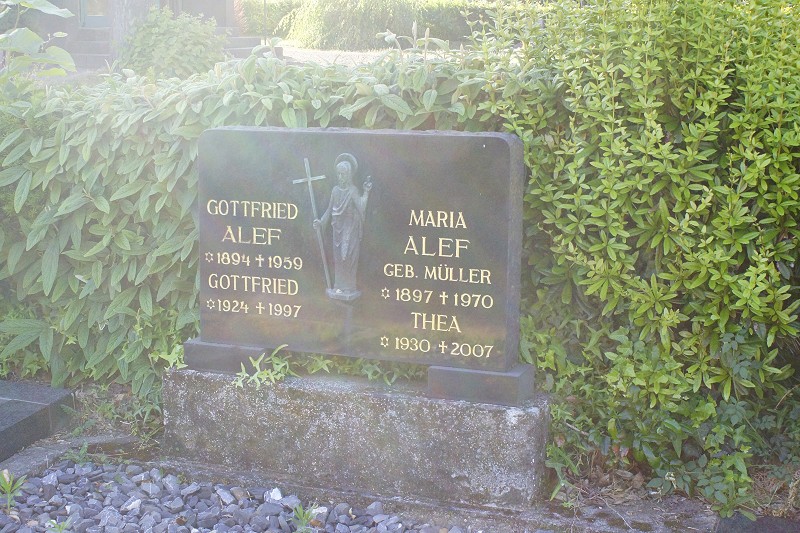 GOTTFRIED
ALEF
✡1894 ✝ 1959
GOTTFRIED
✡1924 ✝ 1997
MARIA
ALEF
GEB. MÜLLER
✡1897 ✝ 1970
THEA
✡1930 ✝ 2007